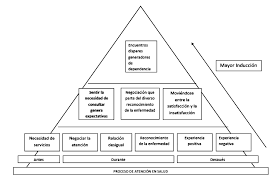 Encuentros
dispares
generadores
de
dependencia
Mayor Inducción
Sentir la
necesidad de
consultar
genera
expectativas
Negociación que
parte del diverso
reconocimiento
de la enfermedad
Moviéndose
entre la
satisfacción y la
insatisfacción
Necesidad de
servicios
Negociar la
atención
Relación
desigual
Reconocimiento
de la enfermedad
Experiencia
positiva
Experiencia
negativa
Antes
Durante
Después
PROCESO DE ATENCIÓN EN SALUD